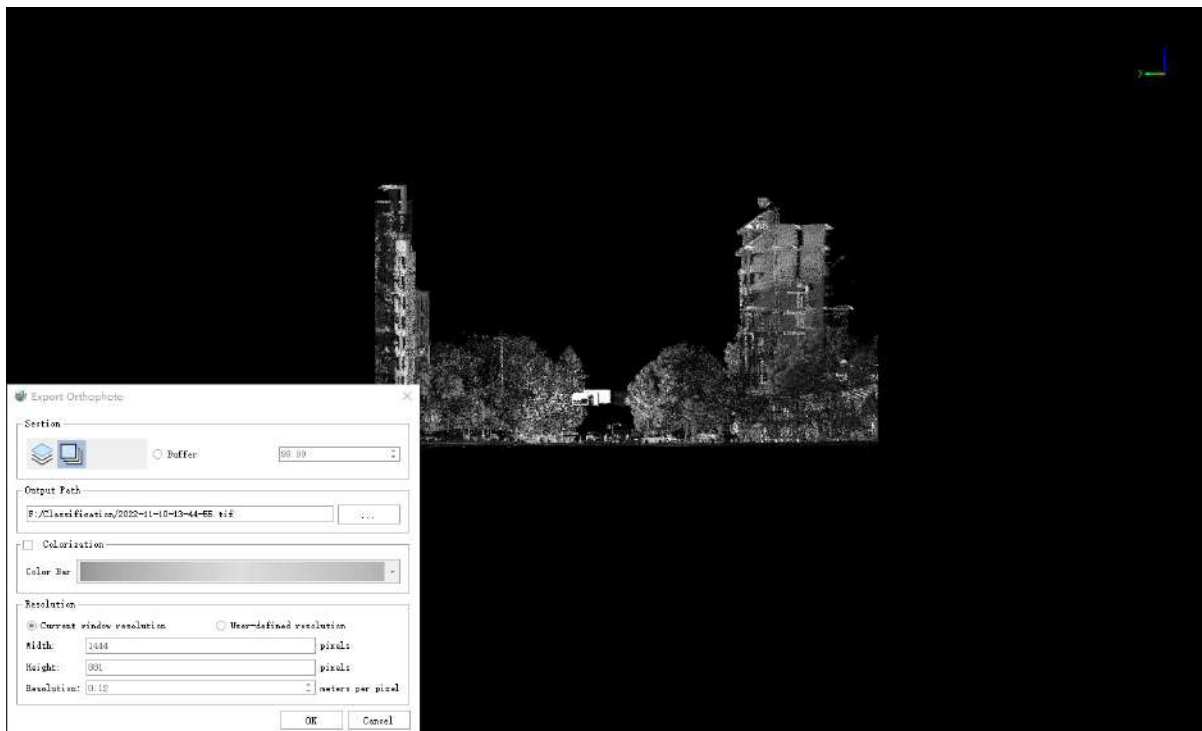 y
Export Orthophoto
Section
Buffer 99.99
Output Path
F:/Classification/2022-11-10-13-44-55.tif ...
Colorization
Color Bar
Resolution
Current window resolution User-defined resolution
Width: 1444 pixels
Height: 881 pixels
Resolution: 0.12 meters per pixel
OK Cancel